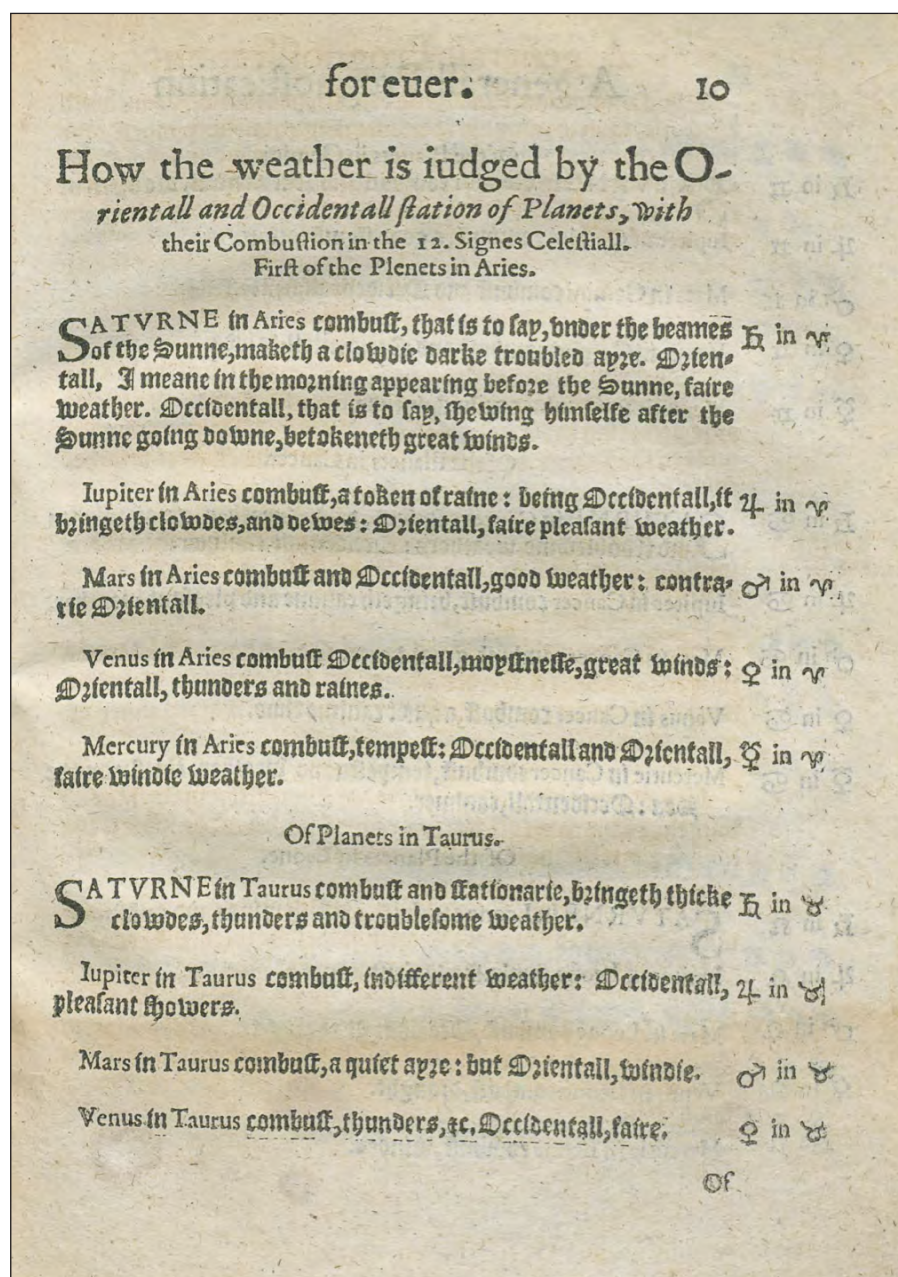 for euer. 10
How the weather is iudged by the O-
rientall and Occidentall ſtation of Planets, with
their Combuſtion in the 12. Signes Celeſtiall.
Firſt of the Plenets in Aries.
SATVRNE in Aries combuſt, that is to ſay, vnder the beames ♄ in ♈
of the Sunne, maketh a clowdie darke troubled ayre. Orien-
tall, I meane in the morning appearing before the Sunne, faire
weather. Occidentall, that is to ſay, ſhewing himſelfe after the
Sunne going downe, betokeneth great winds.
Iupiter in Aries combuſt, a token of raine: being Occidentall, it ♃ in ♈
bringeth clowdes, and dewes: Orientall, faire pleaſant weather.
Mars in Aries combuſt and Occidentall, good weather: contra- ♂ in ♈
rie Orientall.
Venus in Aries combuſt Occidentall, moyſtneſſe, great winds: ♀ in ♈
Orientall, thunders and raines.
Mercury in Aries combuſt, tempeſt: Occidentall and Orientall, ☿ in ♈
faire windie weather.
Of Planets in Taurus.
SATVRNE in Taurus combuſt and ſtationarie, bringeth thicke ♄ in ♉
clowdes, thunders and troubleſome weather.
Iupiter in Taurus combuſt, indifferent weather: Occidentall, ♃ in ♉
pleaſant ſhowers.
Mars in Taurus combuſt, a quiet ayre: but Orientall, windie. ♂ in ♉
Venus in Taurus combuſt, thunders, &c. Occidentall, faire. ♀ in ♉
Of